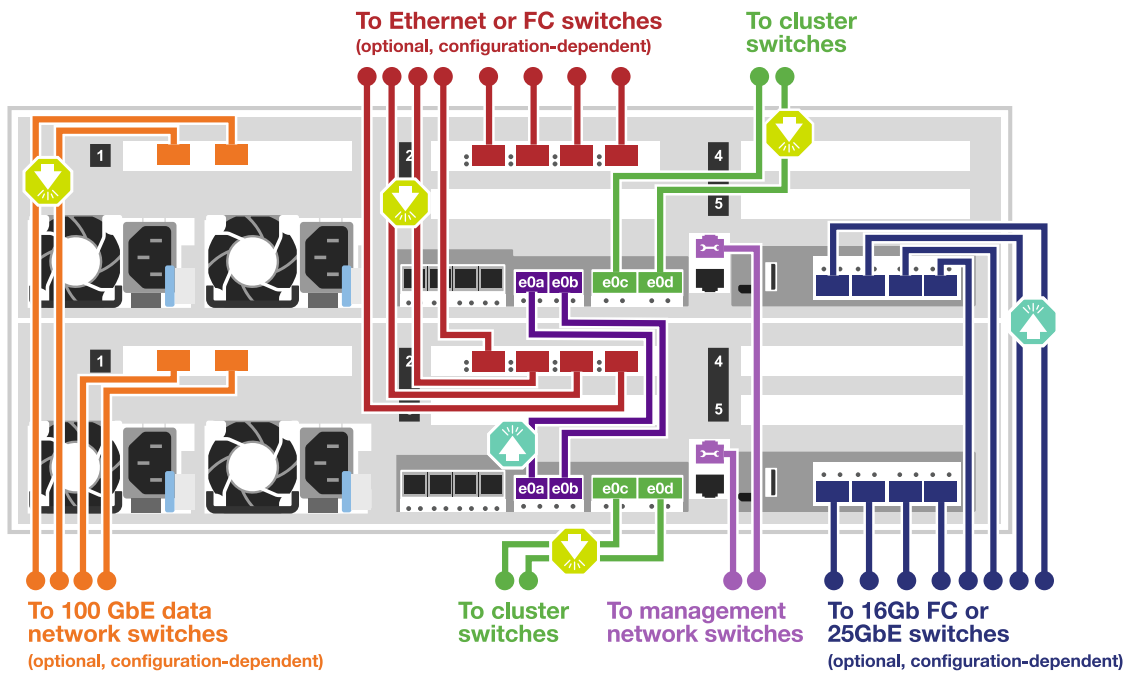 To Ethernet or FC switches
(optional, configuration-dependent)
To cluster
switches
1
2
4
5
e0a e0b e0c e0d
1
2
4
5
e0a e0b e0c e0d
To 100 GbE data
network switches
(optional, configuration-dependent)
To cluster
switches
To management
network switches
To 16Gb FC or
25GbE switches
(optional, configuration-dependent)